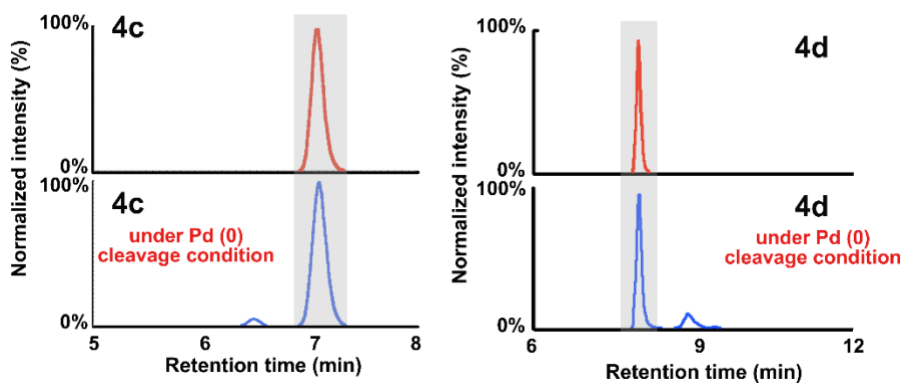 Normalized intensity (%)
100%
4c
0%
100%
4c
under Pd (0)
cleavage condition
0%
5
6
7
8
Retention time (min)
Normalized intensity (%)
100%
4d
0%
100%
4d
under Pd (0)
cleavage condition
0%
6
9
12
Retention time (min)